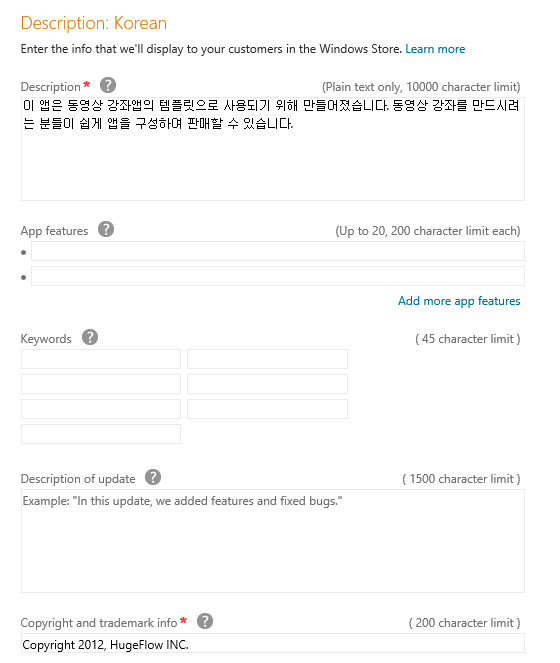 Description: Korean
Enter the info that we'll display to your customers in the Windows Store. Learn more
Description * ? (Plain text only, 10000 character limit)
이 앱은 동영상 강좌앱의 템플릿으로 사용되기 위해 만들어졌습니다. 동영상 강좌를 만드시려
는 분들이 쉽게 앱을 구성하여 판매할 수 있습니다.
App features ? (Up to 20, 200 character limit each)
Add more app features
Keywords ? ( 45 character limit )
Description of update ? ( 1500 character limit )
Example: "In this update, we added features and fixed bugs."
Copyright and trademark info * ? ( 200 character limit )
Copyright 2012, HugeFlow INC.